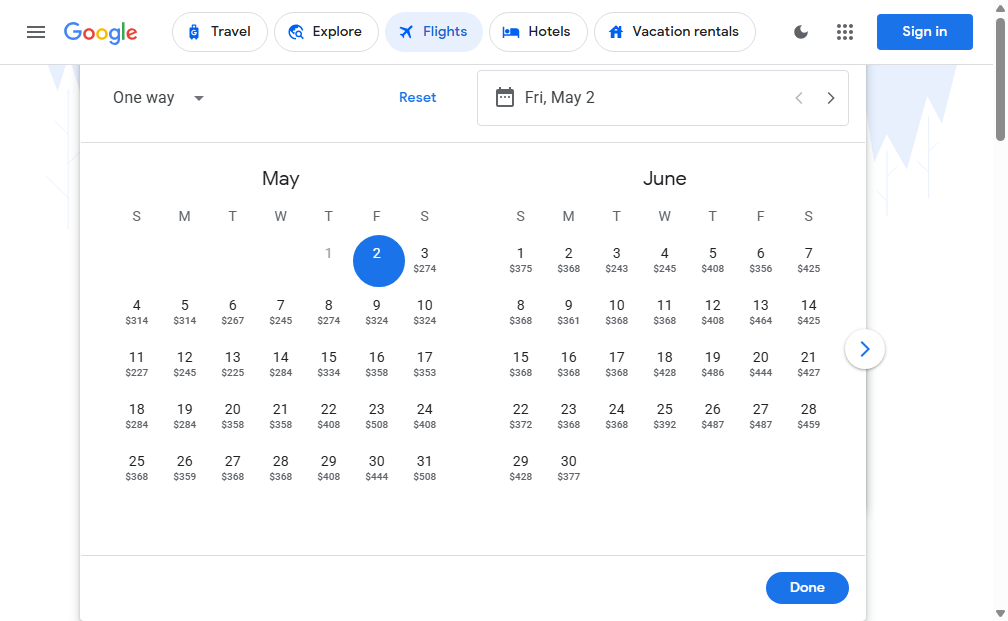 Google Travel Explore Flights Hotels Vacation rentals Sign in
One way Reset Fri, May 2
May
S M T W T F S
1 2 3
$274
4 5 6 7 8 9 10
$314 $314 $267 $245 $274 $324 $324
11 12 13 14 15 16 17
$227 $245 $225 $284 $334 $358 $353
18 19 20 21 22 23 24
$284 $284 $358 $358 $408 $508 $408
25 26 27 28 29 30 31
$368 $359 $368 $368 $408 $444 $508
June
S M T W T F S
1 2 3 4 5 6 7
$375 $368 $243 $245 $408 $356 $425
8 9 10 11 12 13 14
$368 $361 $368 $368 $408 $464 $425
15 16 17 18 19 20 21
$368 $368 $368 $428 $486 $444 $427
22 23 24 25 26 27 28
$372 $368 $368 $392 $487 $487 $459
29 30
$428 $377
Done